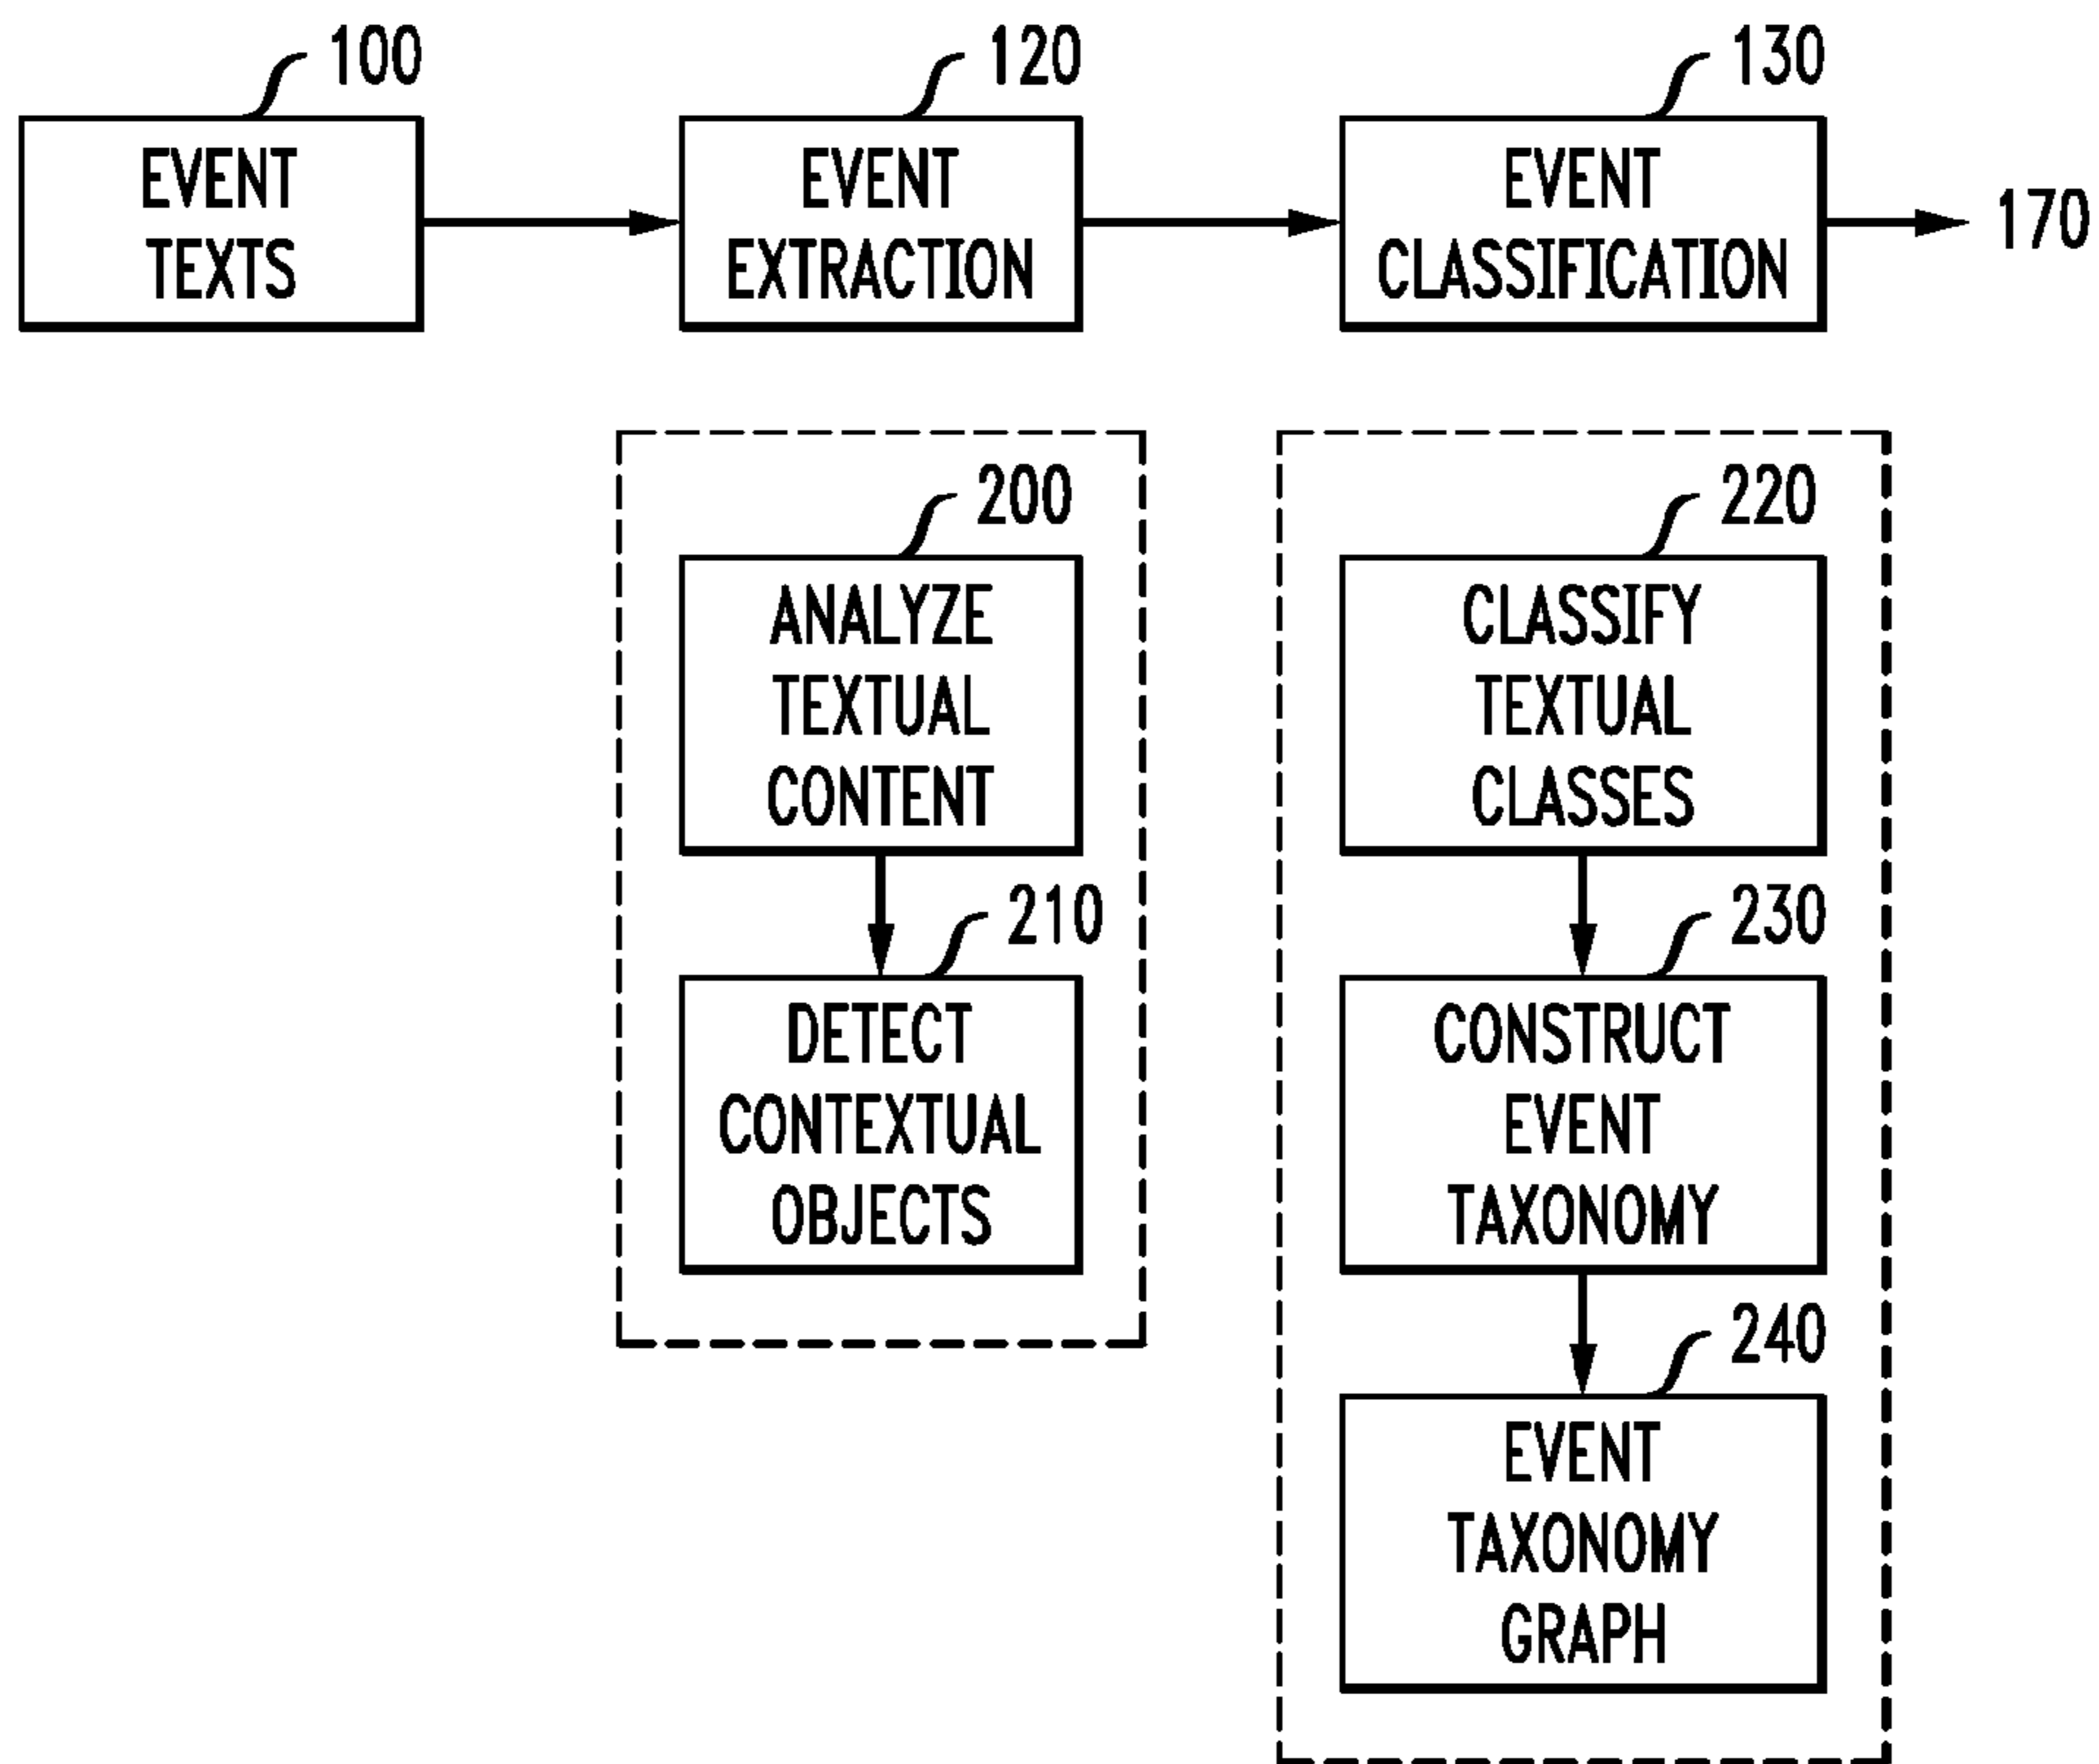 100
EVENT
TEXTS
120
EVENT
EXTRACTION
130
EVENT
CLASSIFICATION
170
200
ANALYZE
TEXTUAL
CONTENT
210
DETECT
CONTEXTUAL
OBJECTS
220
CLASSIFY
TEXTUAL
CLASSES
230
CONSTRUCT
EVENT
TAXONOMY
240
EVENT
TAXONOMY
GRAPH